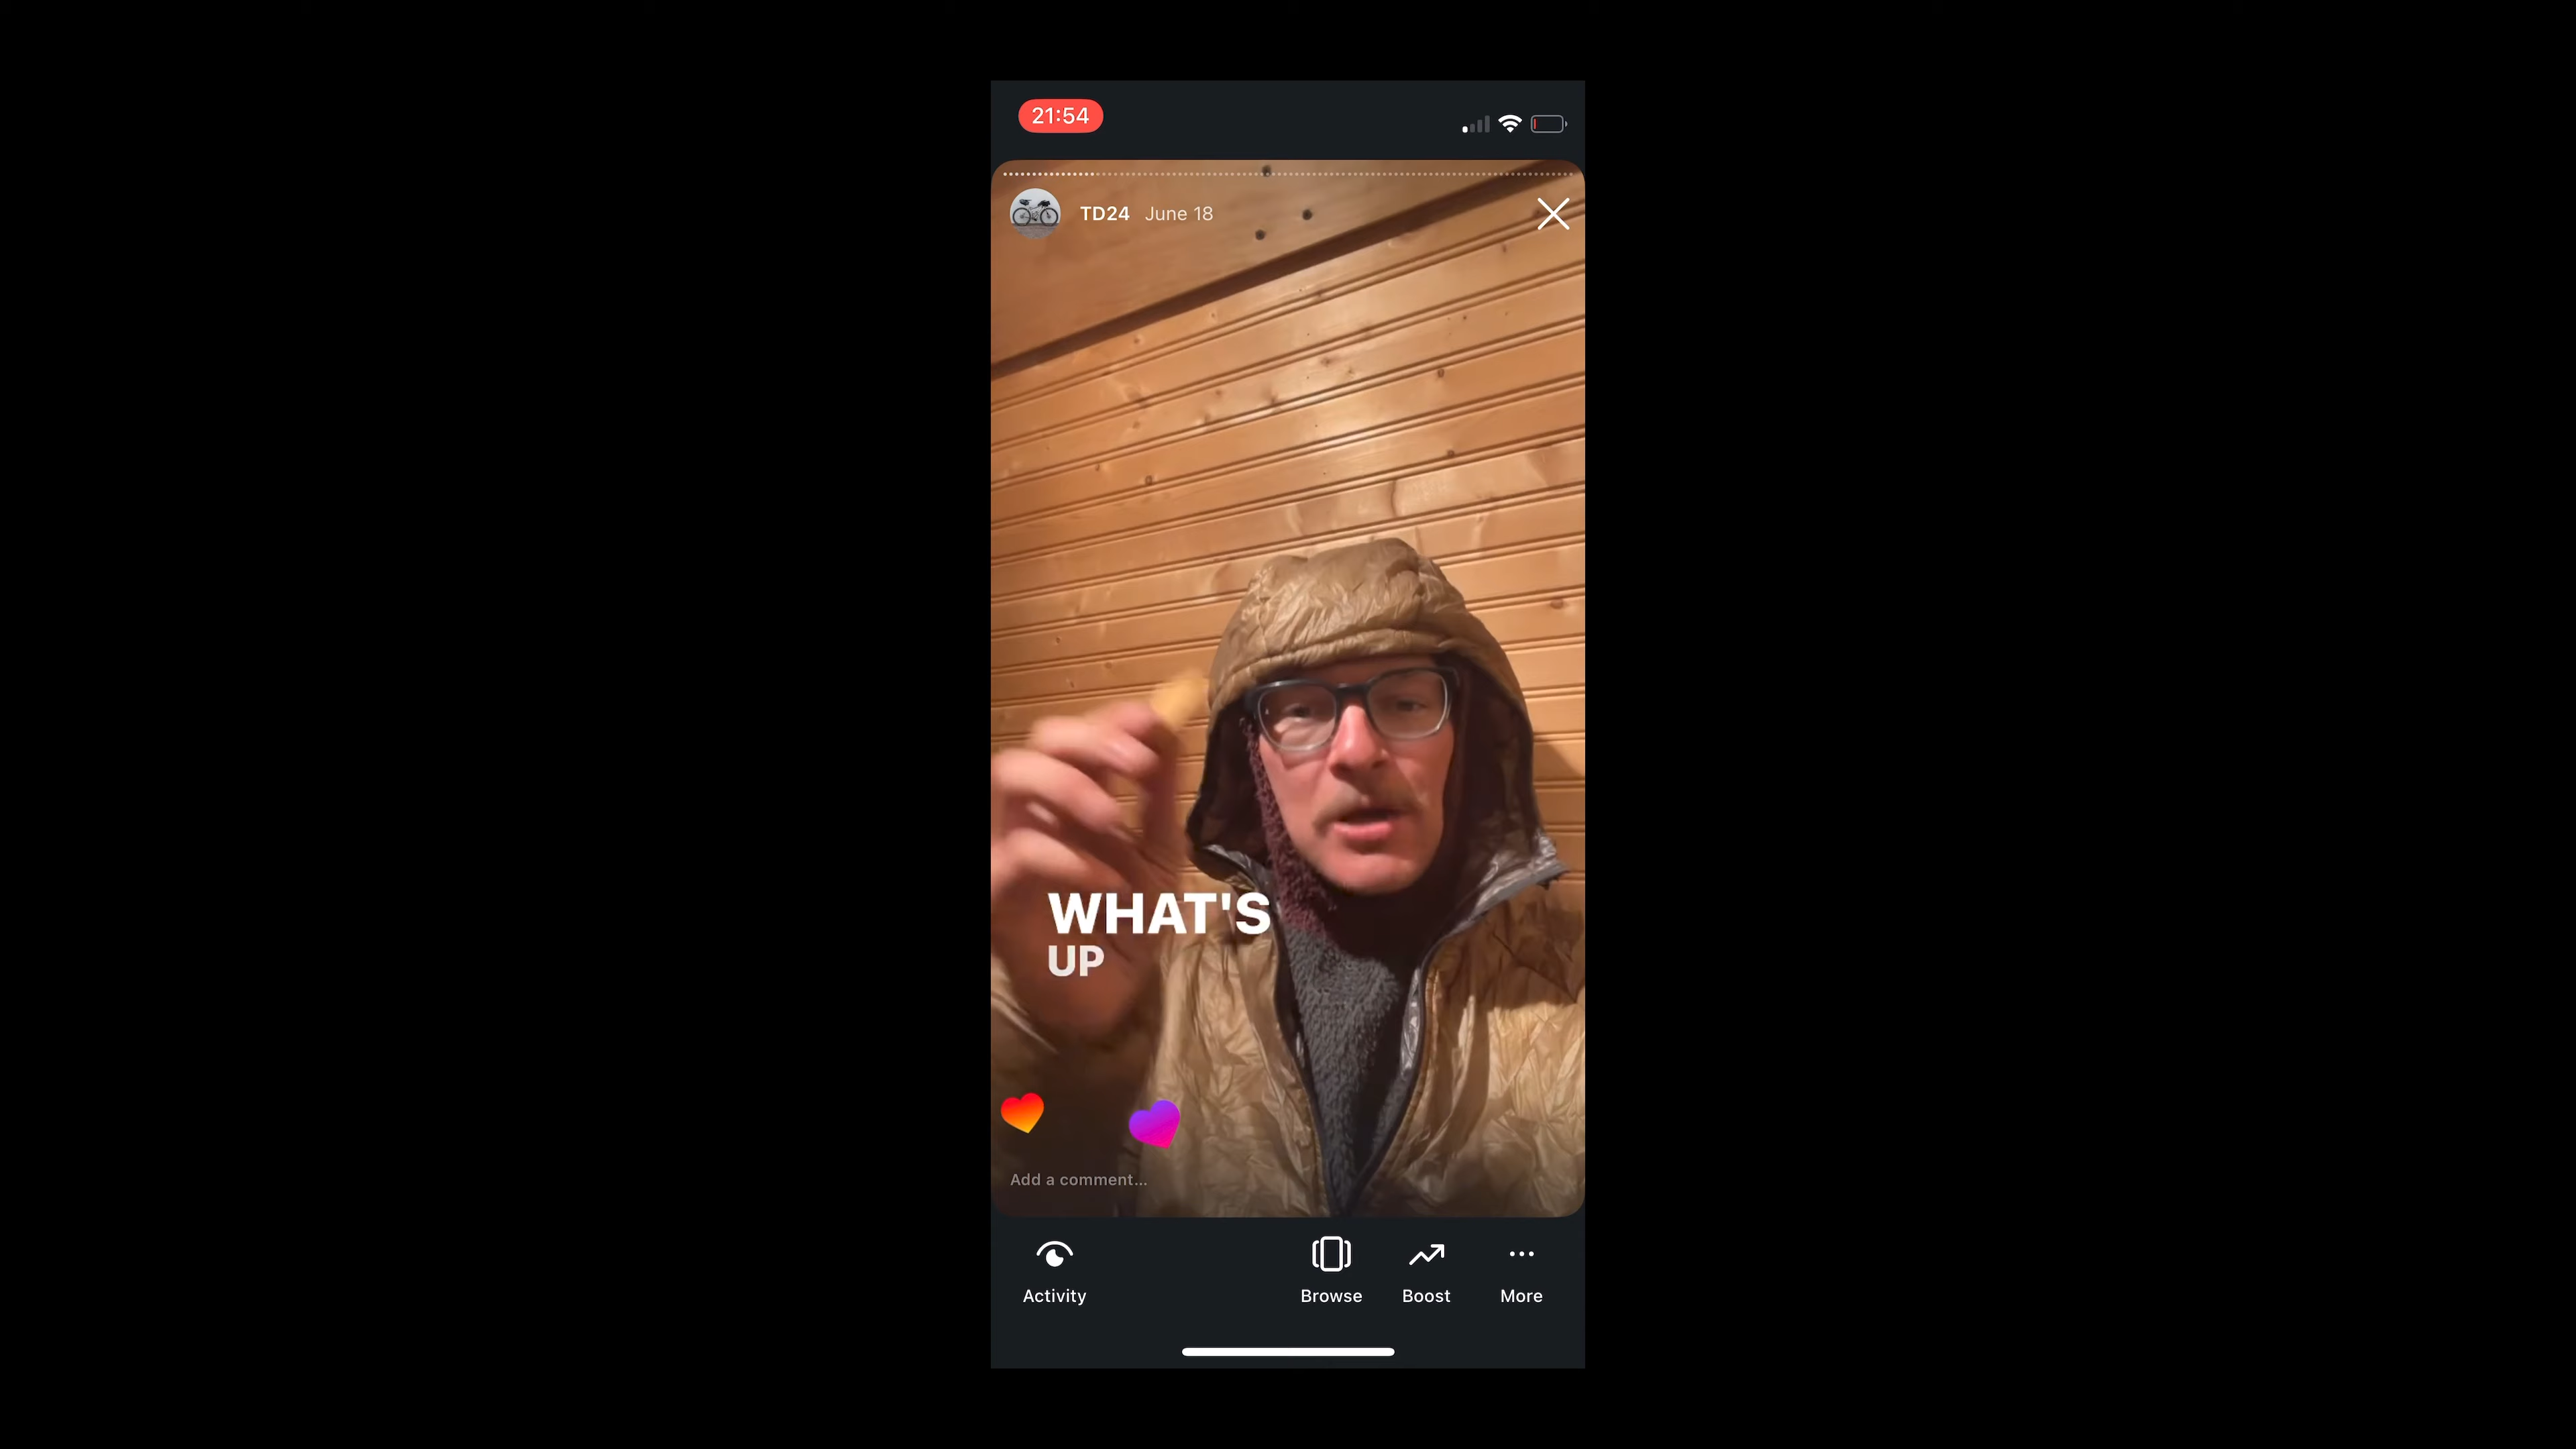 21:54
TD24 June 18
WHAT'S
UP
Add a comment...
Activity
Browse
Boost
More